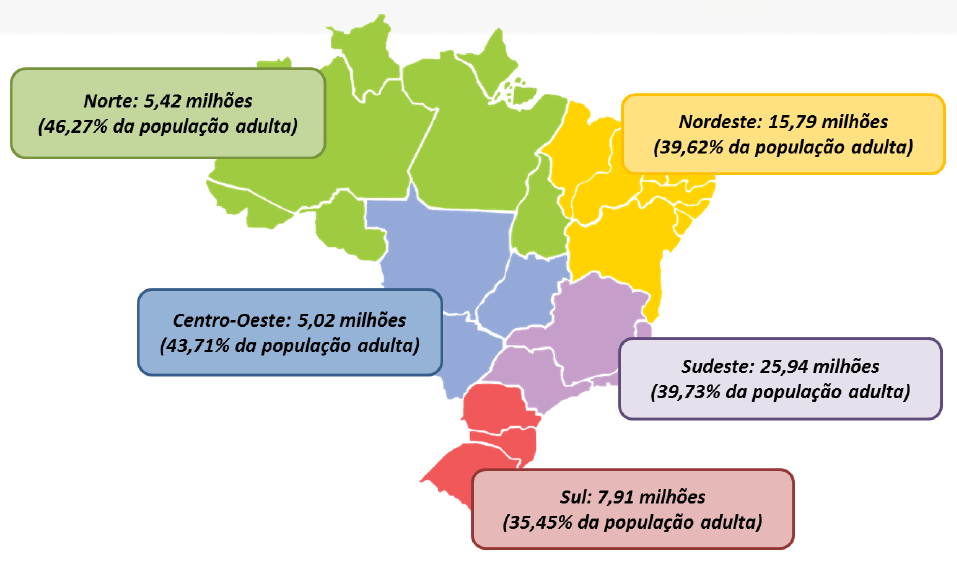 Norte: 5,42 milhões
(46,27% da população adulta)
Nordeste: 15,79 milhões
(39,62% da população adulta)
Centro-Oeste: 5,02 milhões
(43,71% da população adulta)
Sudeste: 25,94 milhões
(39,73% da população adulta)
Sul: 7,91 milhões
(35,45% da população adulta)